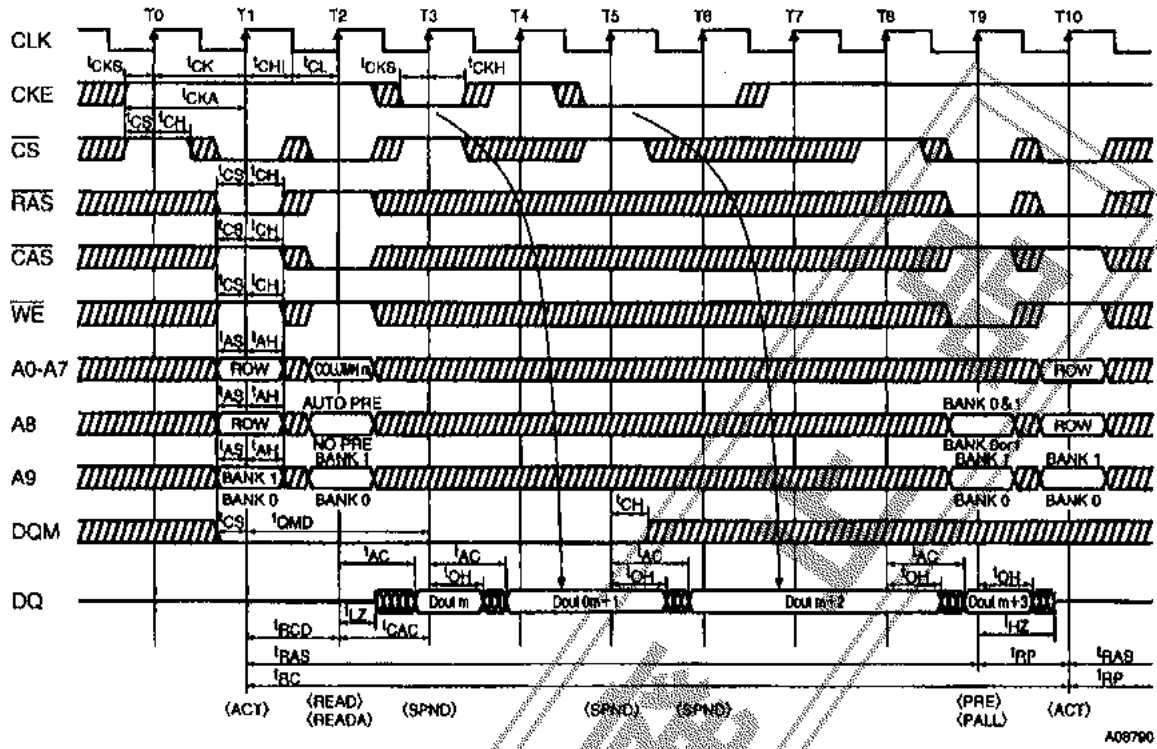 T0 T1 T2 T3 T4 T5 T6 T7 T8 T9 T10
CLK
tCKS tCK tCHI tCL tCKS tCKH
CKE
tCKA
tCS tCH
CS
tCS tCH
RAS
tCS tCH
CAS
tCS tCH
WE
tAS tAH
A0-A7 ROW COLUMN m ROW
tAS tAH AUTO PRE BANK 0 & 1
A8 ROW ROW
tAS tAH NO PRE BANK 0or1
BANK 1 BANK 1 BANK 1
A9 BANK 1
BANK 0 BANK 0 BANK 0 BANK 0
tCH
DQM tCS tQMD
tAC tAC tAC tAC
tOH tOH tOH tOH
DQ Dout m Dout m+1 Dout m+2 Dout m+3
tLZ tHZ
tRCD tCAC
tRAS tRP tRAS
tRC tRP
(ACT) (READ) (SPND) (SPND) (SPND) (PRE) (ACT)
(READA) (PALL)
A08790